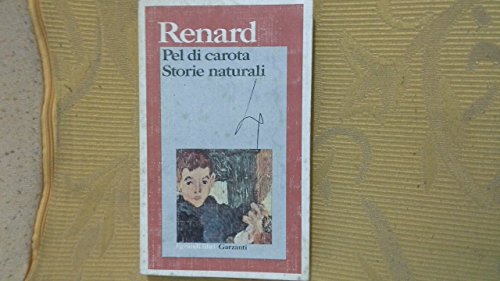 Renard
Pel di carota
Storie naturali
i grandi libri Garzanti